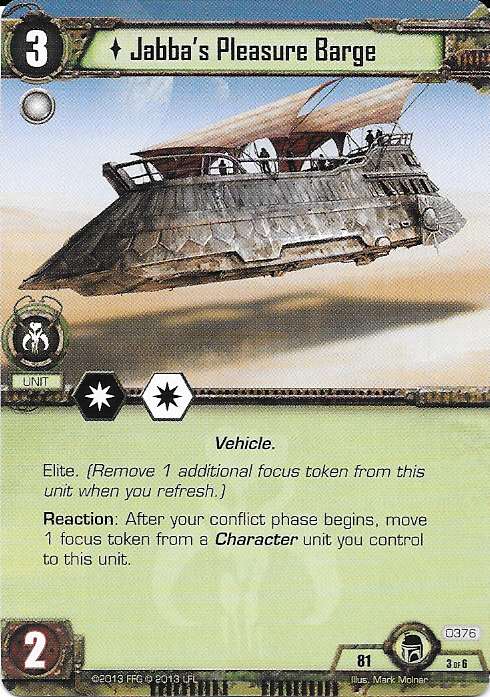 3
Jabba's Pleasure Barge
UNIT
Vehicle.
Elite. (Remove 1 additional focus token from this
unit when you refresh.)
Reaction: After your conflict phase begins, move
1 focus token from a Character unit you control
to this unit.
2
0376
81
3 OF 6
©2013 FFG © 2013 LFL
Illus. Mark Molnar